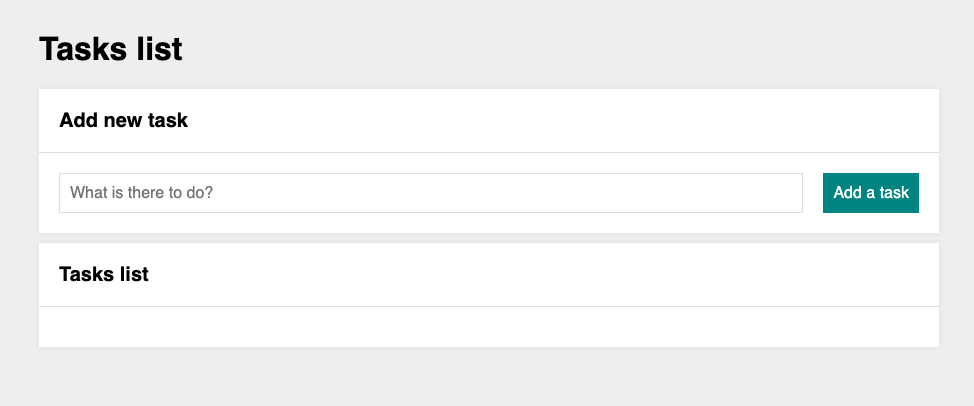 Tasks list
Add new task
What is there to do?
Add a task
Tasks list